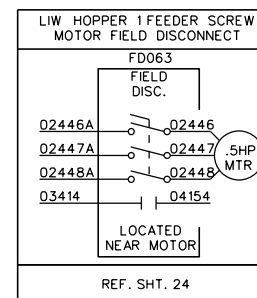 LIW HOPPER 1 FEEDER SCREW
MOTOR FIELD DISCONNECT
FD063
FIELD
DISC.
02446A 02446
02447A 02447
.5HP
MTR
02448A 02448
03414 04154
LOCATED
NEAR MOTOR
REF. SHT. 24